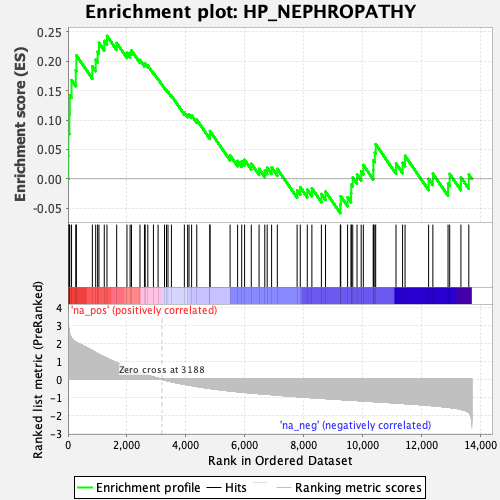 Enrichment plot: HP_NEPHROPATHY
Enrichment score (ES)
0.25
0.20
0.15
0.10
0.05
0.00
-0.05
Ranked list metric (PreRanked)
4
3
2
1
0
-1
-2
-3
'na_pos' (positively correlated)
Zero cross at 3188
'na_neg' (negatively correlated)
0
2,000
4,000
6,000
8,000
10,000
12,000
14,000
Rank in Ordered Dataset
Enrichment profile
Hits
Ranking metric scores